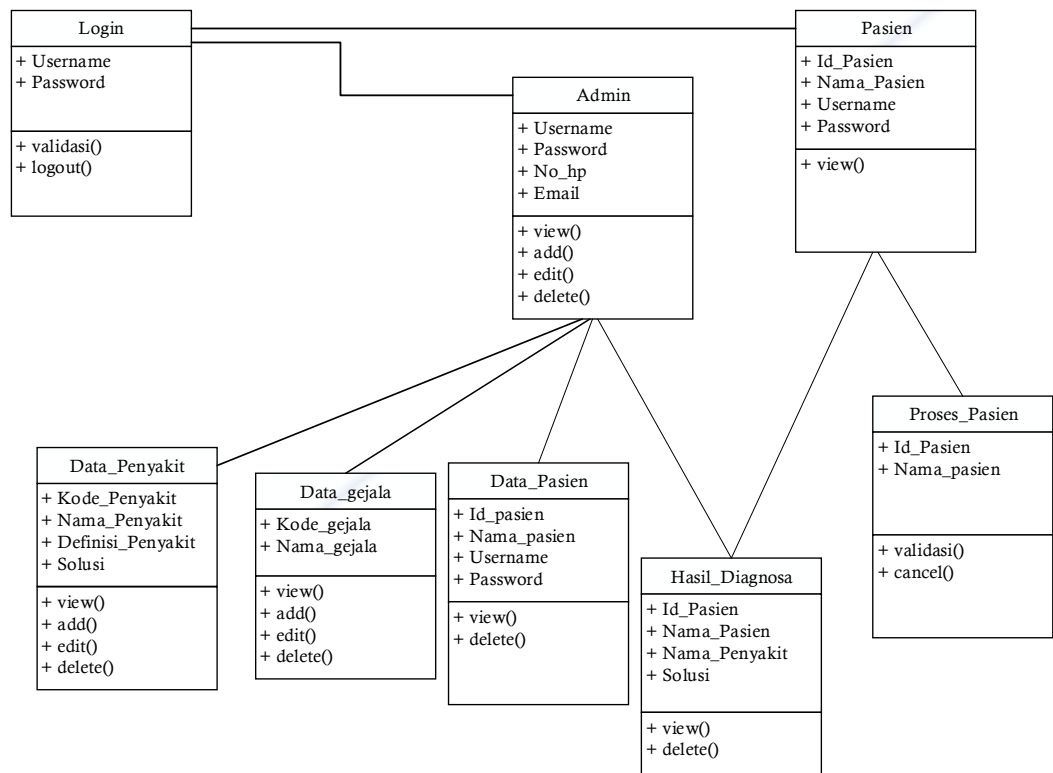 Login
+ Username
+ Password
+ validasi()
+ logout()
Pasien
+ Id_Pasien
+ Nama_Pasien
+ Username
+ Password
+ view()
Admin
+ Username
+ Password
+ No_hp
+ Email
+ view()
+ add()
+ edit()
+ delete()
Data_Penyakit
+ Kode_Penyakit
+ Nama_Penyakit
+ Definisi_Penyakit
+ Solusi
+ view()
+ add()
+ edit()
+ delete()
Data_gejala
+ Kode_gejala
+ Nama_gejala
+ view()
+ add()
+ edit()
+ delete()
Data_Pasien
+ Id_pasien
+ Nama_pasien
+ Username
+ Password
+ view()
+ delete()
Hasil_Diagnosa
+ Id_Pasien
+ Nama_Pasien
+ Nama_Penyakit
+ Solusi
+ view()
+ delete()
Proses_Pasien
+ Id_Pasien
+ Nama_pasien
+ validasi()
+ cancel()